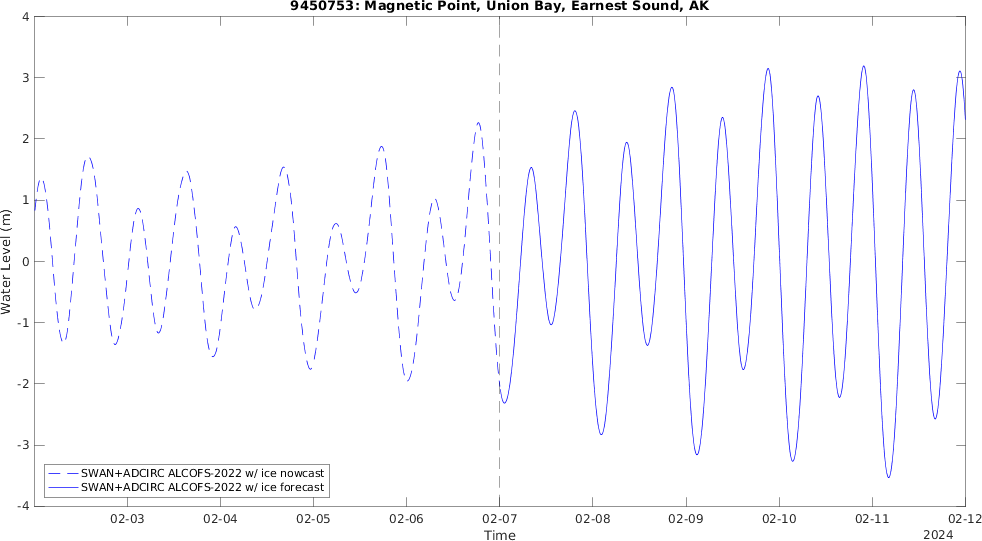 9450753: Magnetic Point, Union Bay, Earnest Sound, AK
4
3
2
1
0
-1
-2
-3
-4
Water Level (m)
SWAN+ADCIRC ALCOFS-2022 w/ ice nowcast
SWAN+ADCIRC ALCOFS-2022 w/ ice forecast
02-03 02-04 02-05 02-06 02-07 02-08 02-09 02-10 02-11 02-12
Time
2024